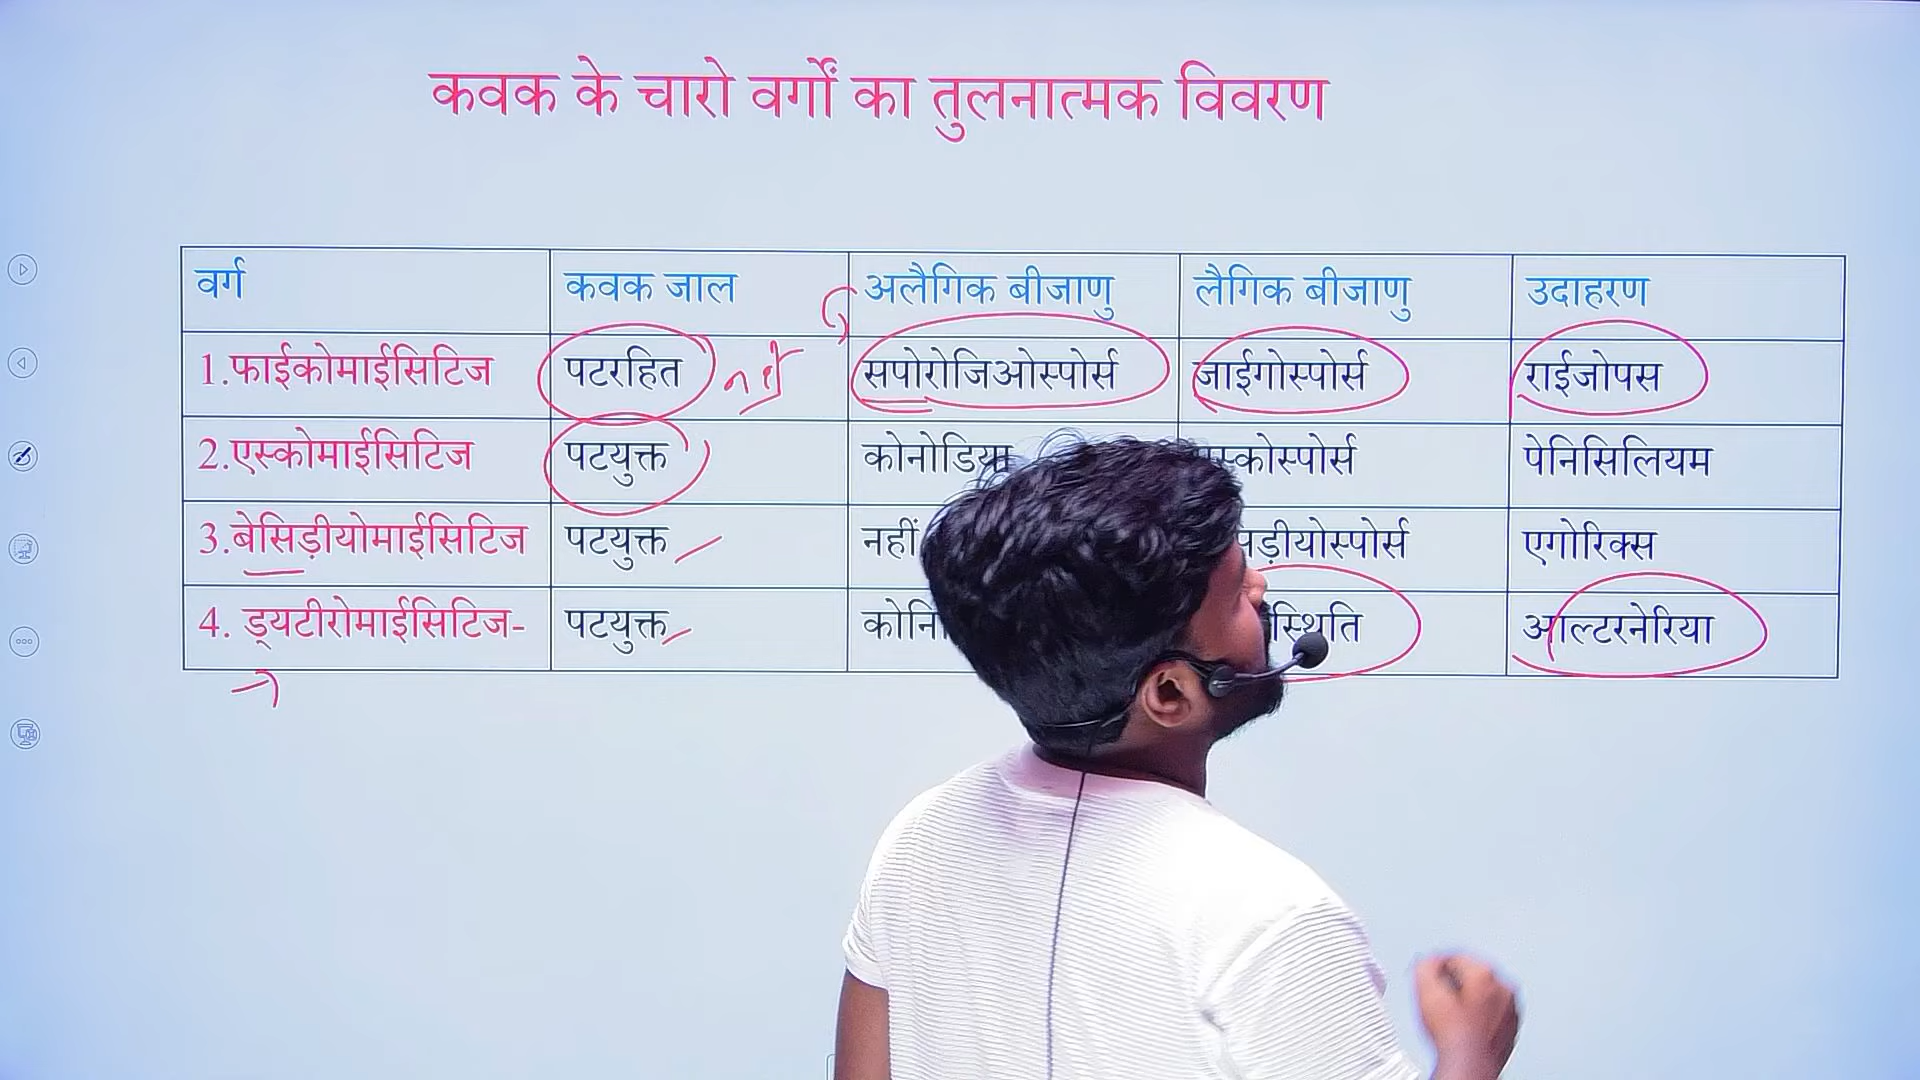 कवक के चारो वर्गों का तुलनात्मक विवरण
वर्ग कवक जाल अलैगिक बीजाणु लैगिक बीजाणु उदाहरण
1.फाईकोमाईसिटिज पटरहित नहीं सपोरोजिओस्पोर्स जाईगोस्पोर्स राईजोपस
2.एस्कोमाईसिटिज पटयुक्त कोनोडिया पेनिसिलियम
3.बेसिड़ीयोमाईसिटिज पटयुक्त नहीं एगोरिक्स
4. ड्यटीरोमाईसिटिज- पटयुक्त आल्टरनेरिया